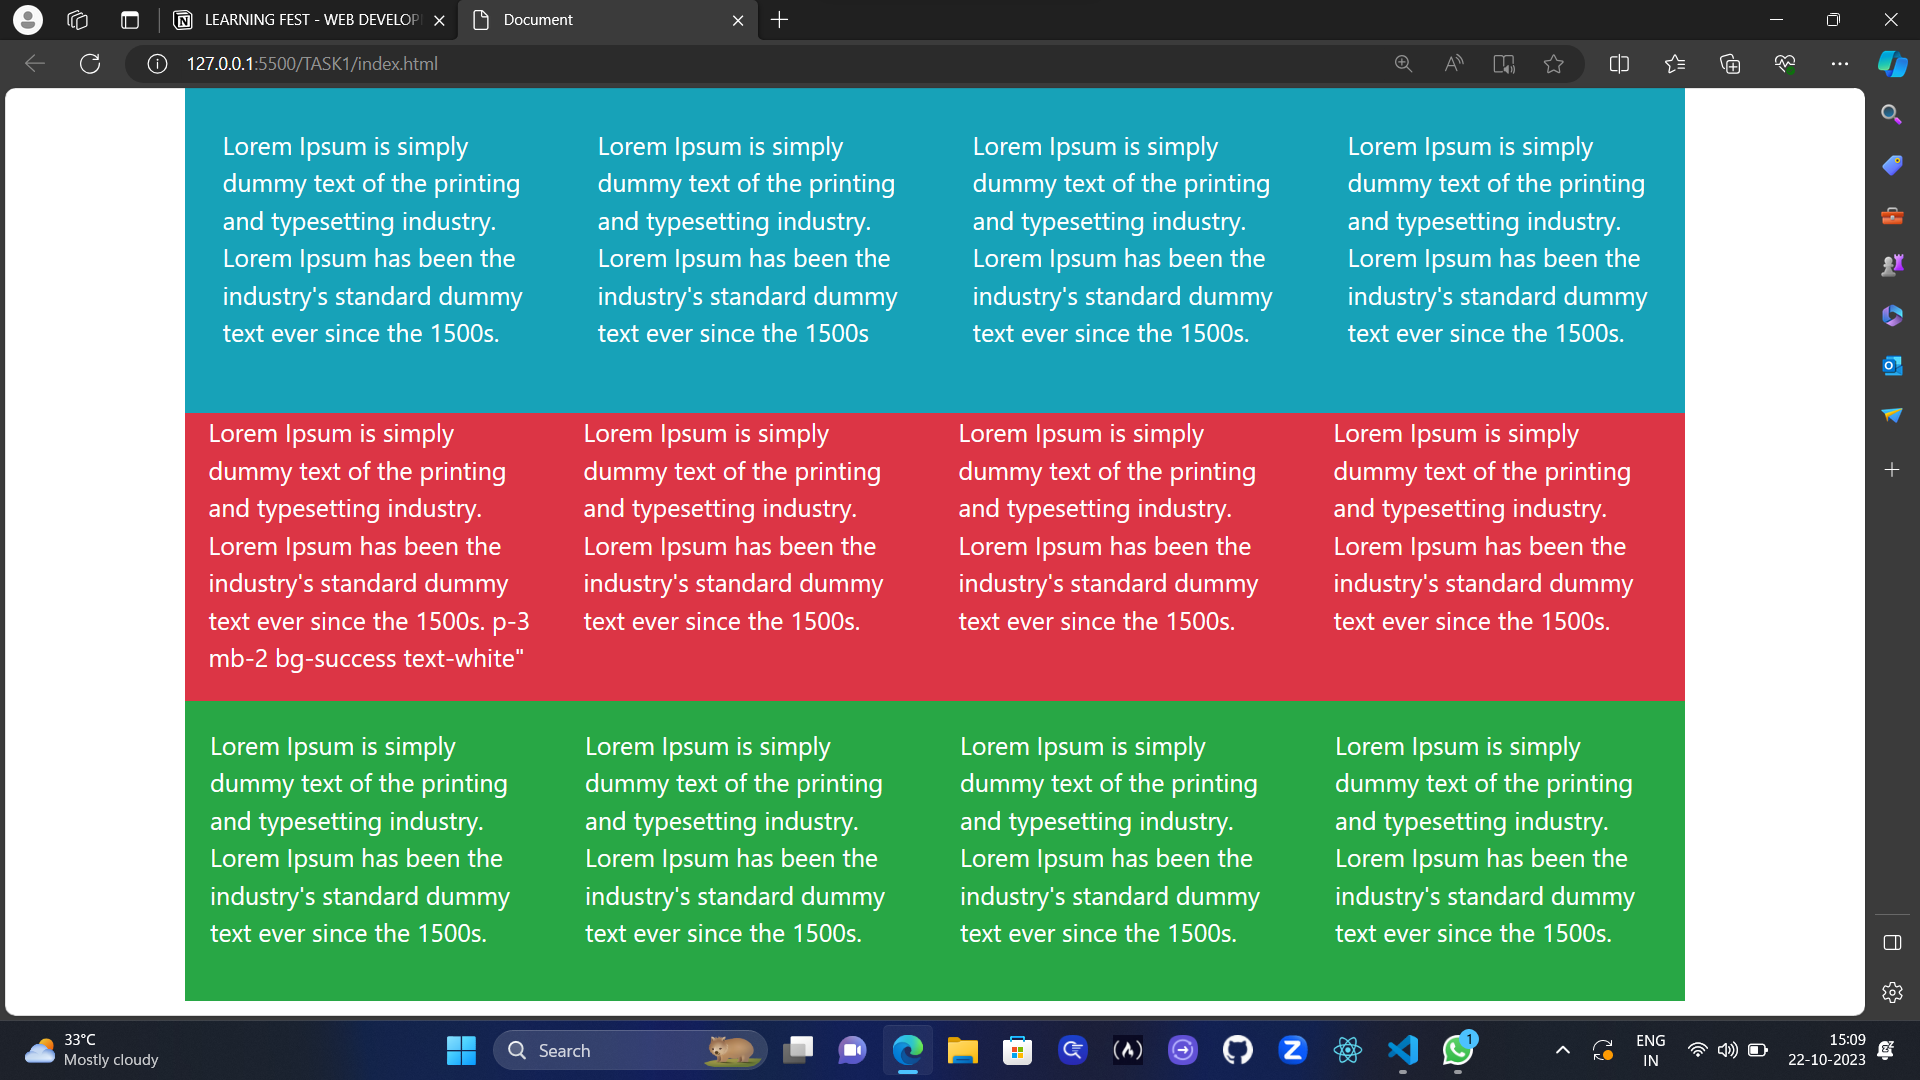 LEARNING FEST - WEB DEVELOP
Document
127.0.0.1:5500/TASK1/index.html
Lorem Ipsum is simply
dummy text of the printing
and typesetting industry.
Lorem Ipsum has been the
industry's standard dummy
text ever since the 1500s.
Lorem Ipsum is simply
dummy text of the printing
and typesetting industry.
Lorem Ipsum has been the
industry's standard dummy
text ever since the 1500s
Lorem Ipsum is simply
dummy text of the printing
and typesetting industry.
Lorem Ipsum has been the
industry's standard dummy
text ever since the 1500s.
Lorem Ipsum is simply
dummy text of the printing
and typesetting industry.
Lorem Ipsum has been the
industry's standard dummy
text ever since the 1500s.
Lorem Ipsum is simply
dummy text of the printing
and typesetting industry.
Lorem Ipsum has been the
industry's standard dummy
text ever since the 1500s. p-3
mb-2 bg-success text-white"
Lorem Ipsum is simply
dummy text of the printing
and typesetting industry.
Lorem Ipsum has been the
industry's standard dummy
text ever since the 1500s.
Lorem Ipsum is simply
dummy text of the printing
and typesetting industry.
Lorem Ipsum has been the
industry's standard dummy
text ever since the 1500s.
Lorem Ipsum is simply
dummy text of the printing
and typesetting industry.
Lorem Ipsum has been the
industry's standard dummy
text ever since the 1500s.
Lorem Ipsum is simply
dummy text of the printing
and typesetting industry.
Lorem Ipsum has been the
industry's standard dummy
text ever since the 1500s.
Lorem Ipsum is simply
dummy text of the printing
and typesetting industry.
Lorem Ipsum has been the
industry's standard dummy
text ever since the 1500s.
Lorem Ipsum is simply
dummy text of the printing
and typesetting industry.
Lorem Ipsum has been the
industry's standard dummy
text ever since the 1500s.
Lorem Ipsum is simply
dummy text of the printing
and typesetting industry.
Lorem Ipsum has been the
industry's standard dummy
text ever since the 1500s.
33°C
Mostly cloudy
Search
1
ENG
IN
15:09
22-10-2023